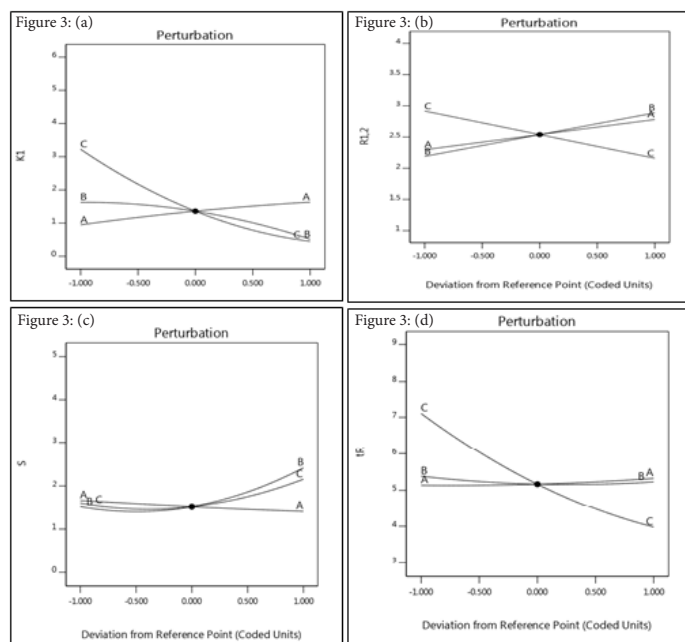 Figure 3: (a)
Perturbation
6
5
4
3
2
1
0
K1
C
B
A
A
C B
-1.000 -0.500 0.000 0.500 1.000
Figure 3: (b)
Perturbation
4
3.5
3
2.5
2
1.5
1
R1,2
C
A
B
B
A
C
-1.000 -0.500 0.000 0.500 1.000
Deviation from Reference Point (Coded Units)
Figure 3: (c)
Perturbation
5
4
3
2
1
0
S
A
B C
B
C
A
-1.000 -0.500 0.000 0.500 1.000
Deviation from Reference Point (Coded Units)
Figure 3: (d)
Perturbation
9
8
7
6
5
4
3
C
B
A
A
B
C
-1.000 -0.500 0.000 0.500 1.000
Deviation from Reference Point (Coded Units)